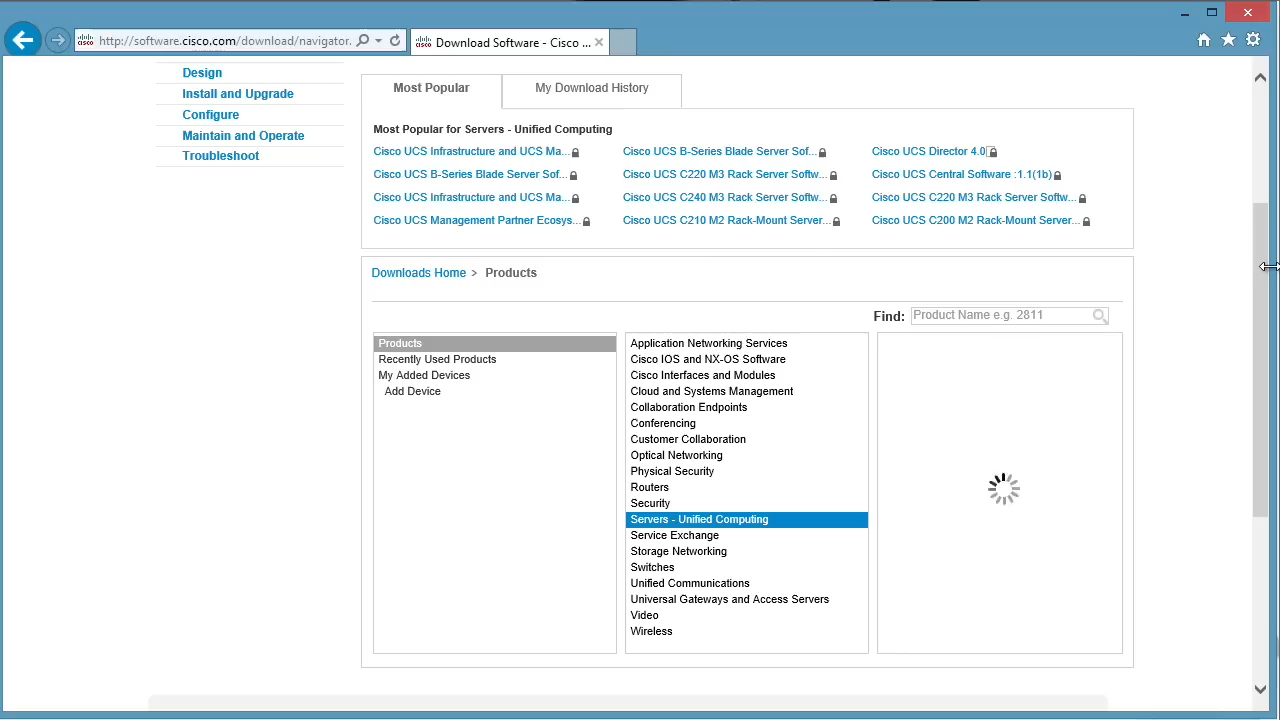 http://software.cisco.com/download/navigator.
Download Software - Cisco ...
Design
Install and Upgrade
Configure
Maintain and Operate
Troubleshoot
Most Popular
My Download History
Most Popular for Servers - Unified Computing
Cisco UCS Infrastructure and UCS Ma...
Cisco UCS B-Series Blade Server Sof...
Cisco UCS Director 4.0
Cisco UCS B-Series Blade Server Sof...
Cisco UCS C220 M3 Rack Server Softw...
Cisco UCS Central Software :1.1(1b)
Cisco UCS Infrastructure and UCS Ma...
Cisco UCS C240 M3 Rack Server Softw...
Cisco UCS C220 M3 Rack Server Softw...
Cisco UCS Management Partner Ecosys...
Cisco UCS C210 M2 Rack-Mount Server...
Cisco UCS C200 M2 Rack-Mount Server...
Downloads Home > Products
Find: Product Name e.g. 2811
Products
Recently Used Products
My Added Devices
Add Device
Application Networking Services
Cisco IOS and NX-OS Software
Cisco Interfaces and Modules
Cloud and Systems Management
Collaboration Endpoints
Conferencing
Customer Collaboration
Optical Networking
Physical Security
Routers
Security
Servers - Unified Computing
Service Exchange
Storage Networking
Switches
Unified Communications
Universal Gateways and Access Servers
Video
Wireless